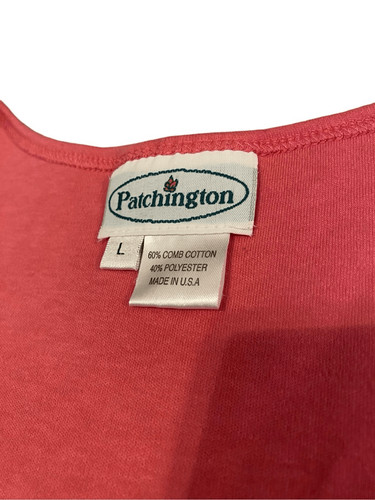 Patchington
L
60% COMB COTTON
40% POLYESTER
MADE IN U.S.A